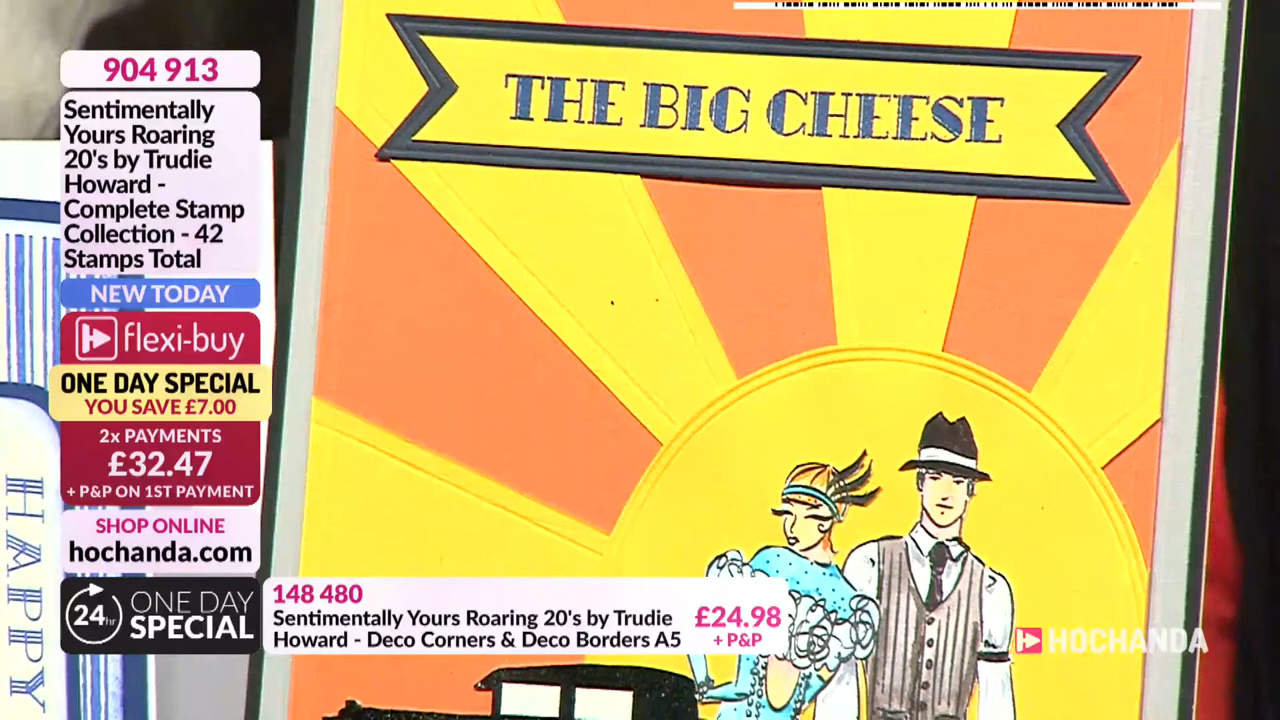 THE BIG CHEESE
904 913
Sentimentally
Yours Roaring
20's by Trudie
Howard -
Complete Stamp
Collection - 42
Stamps Total
NEW TODAY
flexi-buy
ONE DAY SPECIAL
YOU SAVE £7.00
2x PAYMENTS
£32.47
+ P&P ON 1ST PAYMENT
SHOP ONLINE
hochanda.com
24hr
ONE DAY
SPECIAL
148 480
Sentimentally Yours Roaring 20's by Trudie
Howard - Deco Corners & Deco Borders A5
£24.98
+ P&P
HOCHANDA
HAPPY